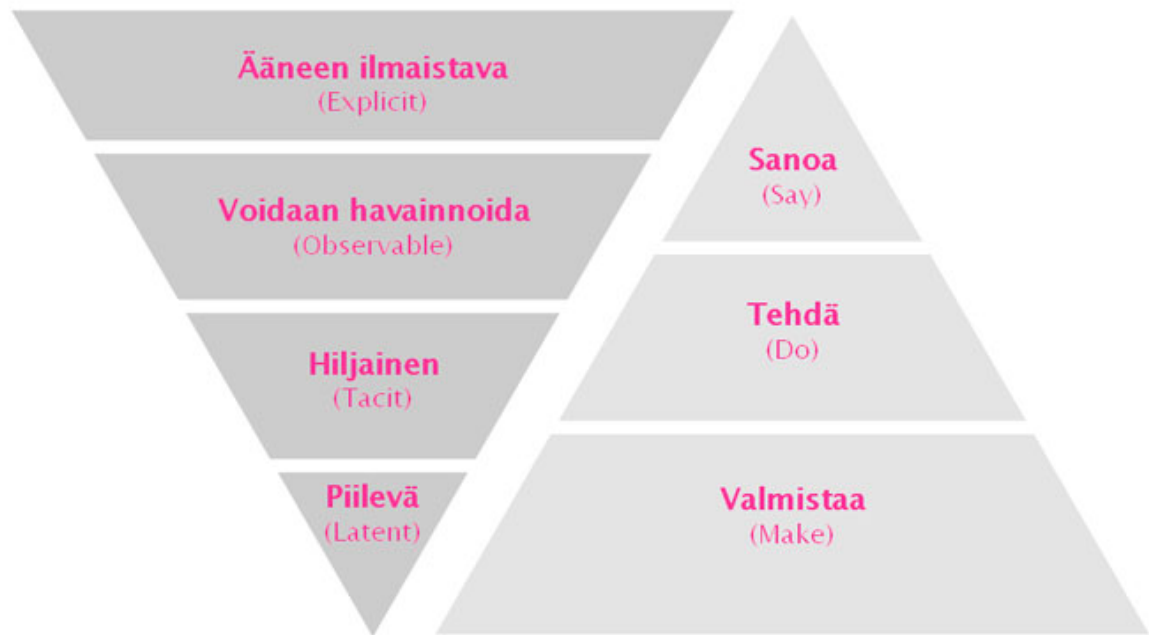 Ääneen ilmaistava
(Explicit)
Voidaan havainnoida
(Observable)
Hiljainen
(Tacit)
Piilevä
(Latent)
Sanoa
(Say)
Tehdä
(Do)
Valmistaa
(Make)